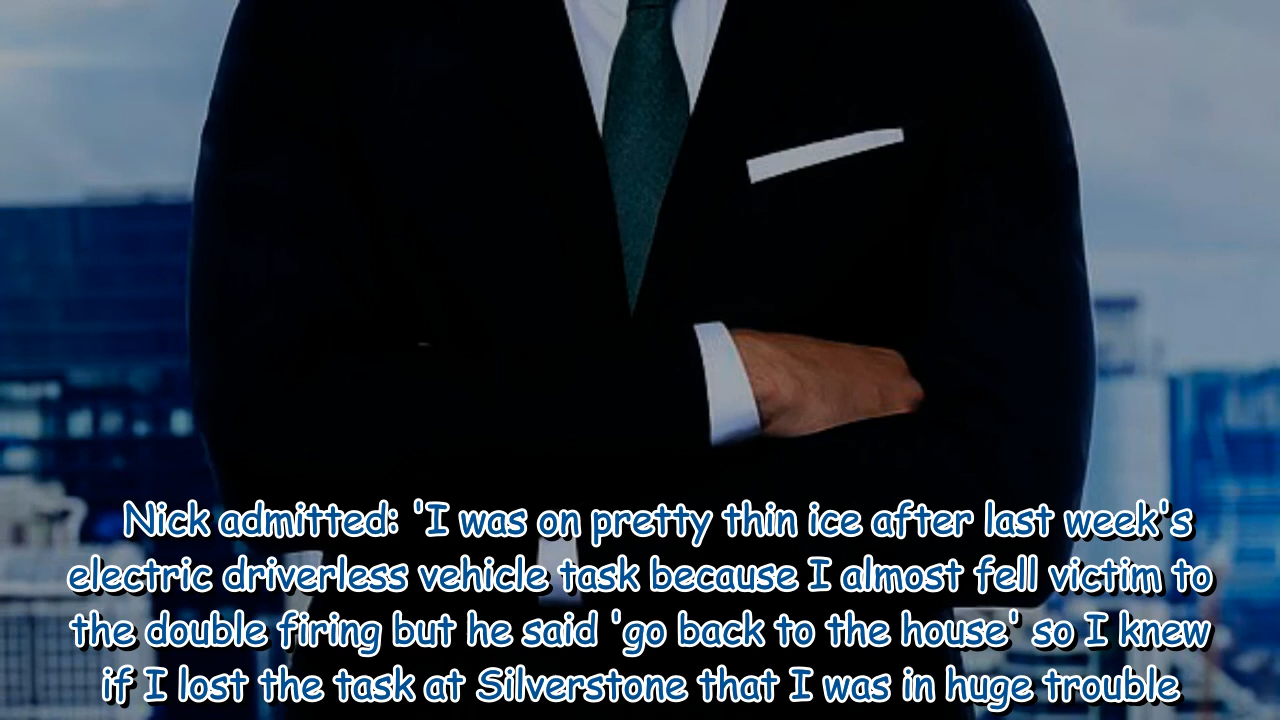 Nick admitted: 'I was on pretty thin ice after last week's
electric driverless vehicle task because I almost fell victim to
the double firing but he said 'go back to the house' so I knew
if I lost the task at Silverstone that I was in huge trouble